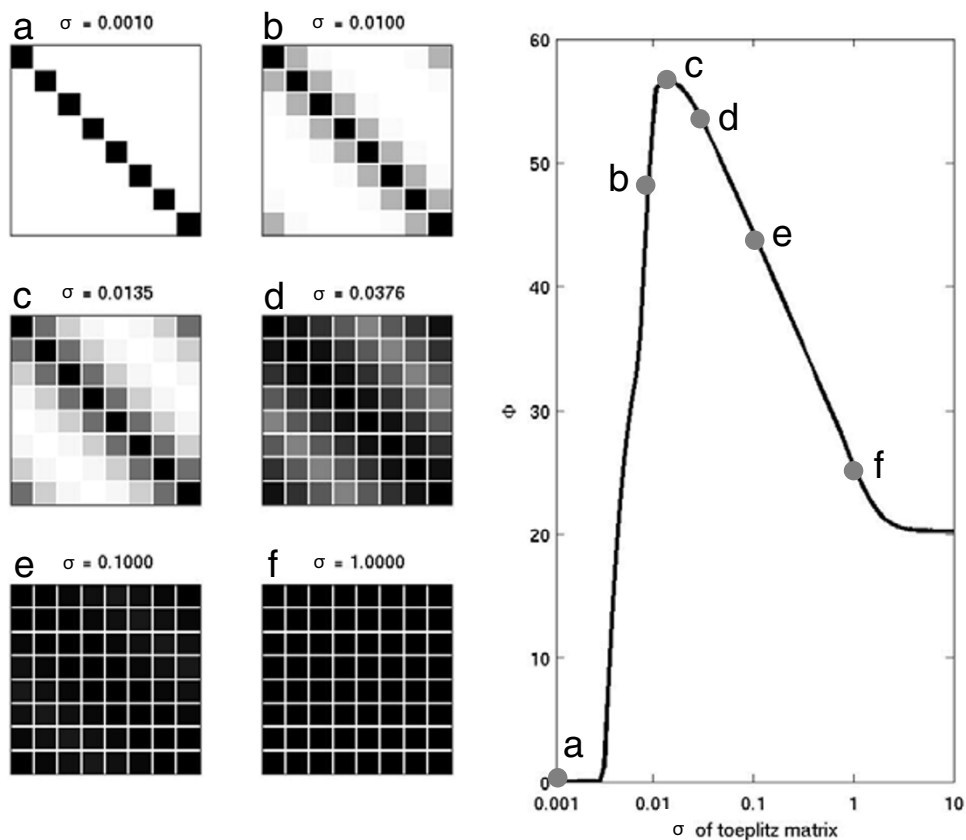 a σ = 0.0010
b σ = 0.0100
c σ = 0.0135
d σ = 0.0376
e σ = 0.1000
f σ = 1.0000
60
50
40
30
20
10
0
Φ
a
b
c
d
e
f
0.001 0.01 0.1 1 10
σ of toeplitz matrix